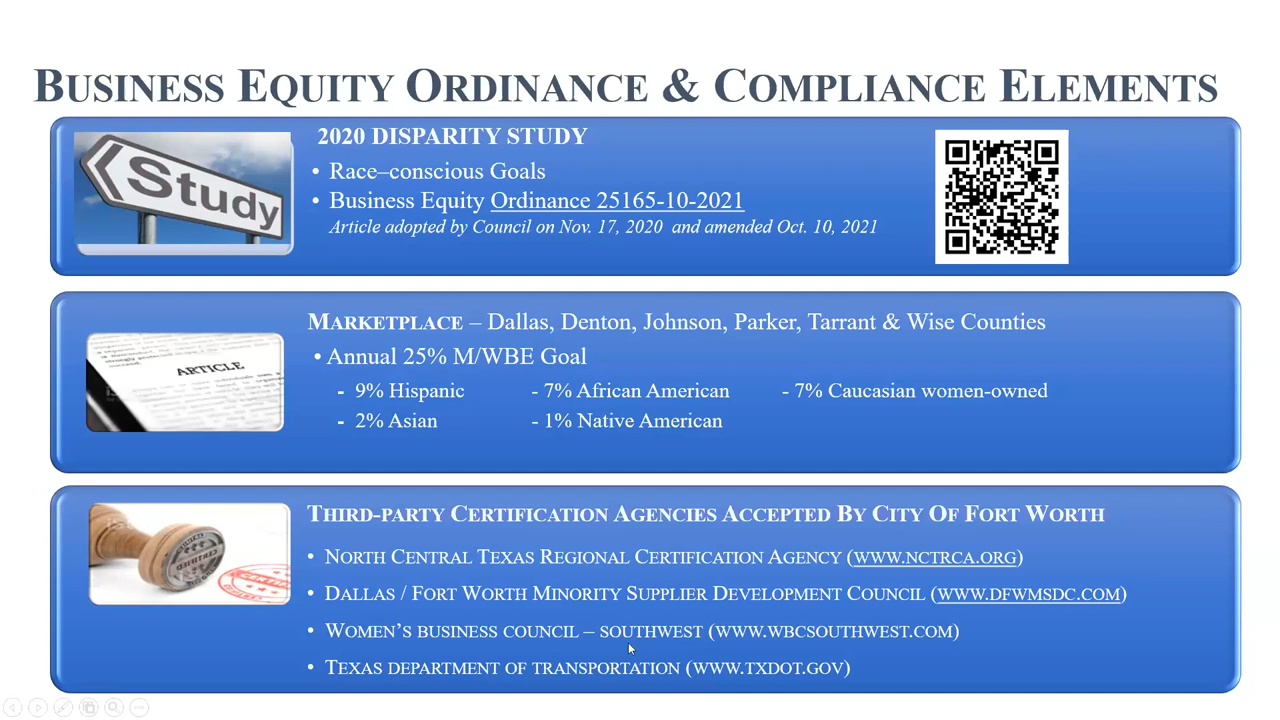 BUSINESS EQUITY ORDINANCE & COMPLIANCE ELEMENTS
Study
2020 DISPARITY STUDY
• Race–conscious Goals
• Business Equity Ordinance 25165-10-2021
Article adopted by Council on Nov. 17, 2020 and amended Oct. 10, 2021
ARTICLE
MARKETPLACE – Dallas, Denton, Johnson, Parker, Tarrant & Wise Counties
• Annual 25% M/WBE Goal
- 9% Hispanic - 7% African American - 7% Caucasian women-owned
- 2% Asian - 1% Native American
THIRD-PARTY CERTIFICATION AGENCIES ACCEPTED BY CITY OF FORT WORTH
• NORTH CENTRAL TEXAS REGIONAL CERTIFICATION AGENCY (WWW.NCTRCA.ORG)
• DALLAS / FORT WORTH MINORITY SUPPLIER DEVELOPMENT COUNCIL (WWW.DFWMSDC.COM)
• WOMEN’S BUSINESS COUNCIL – SOUTHWEST (WWW.WBCSOUTHWEST.COM)
• TEXAS DEPARTMENT OF TRANSPORTATION (WWW.TXDOT.GOV)